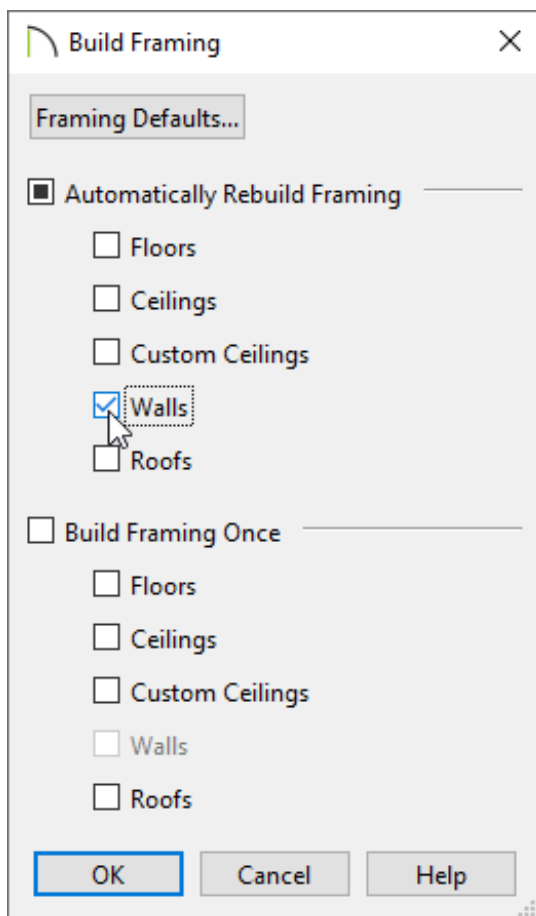 Build Framing
Framing Defaults...
Automatically Rebuild Framing
Floors
Ceilings
Custom Ceilings
Walls
Roofs
Build Framing Once
Floors
Ceilings
Custom Ceilings
Walls
Roofs
OK Cancel Help